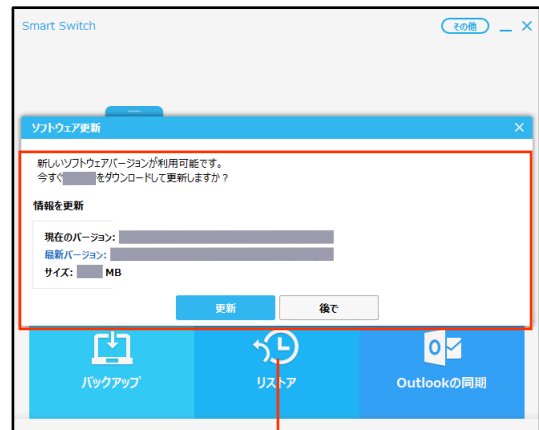 Smart Switch
その他
ソフトウェア更新
新しいソフトウェアバージョンが利用可能です。
今すぐ をダウンロードして更新しますか？
情報を更新
現在のバージョン:
最新バージョン:
サイズ: MB
更新
後で
バックアップ
リストア
Outlookの同期